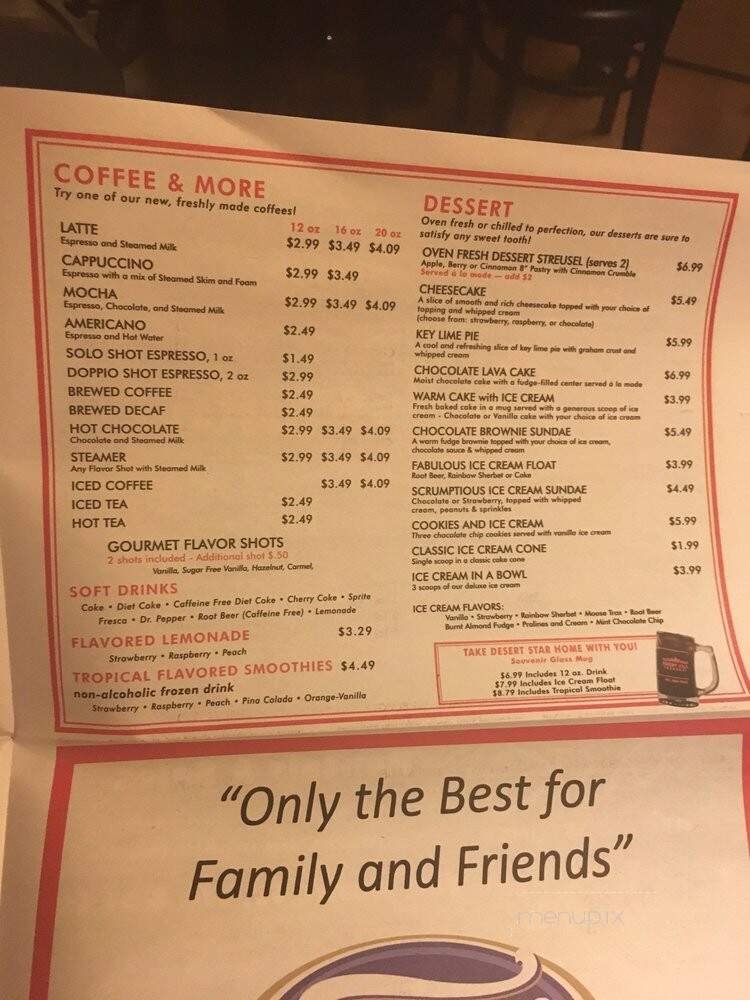 COFFEE & MORE
Try one of our new, freshly made coffees!
12 oz 16 oz 20 oz
LATTE $2.99 $3.49 $4.09
Espresso and Steamed Milk
CAPPUCCINO $2.99 $3.49
Espresso with a mix of Steamed Skim and Foam
MOCHA $2.99 $3.49 $4.09
Espresso, Chocolate, and Steamed Milk
AMERICANO $2.49
Espresso and Hot Water
SOLO SHOT ESPRESSO, 1 oz $1.49
DOPPIO SHOT ESPRESSO, 2 oz $2.99
BREWED COFFEE $2.49
BREWED DECAF $2.49
HOT CHOCOLATE $2.99 $3.49 $4.09
Chocolate and Steamed Milk
STEAMER $2.99 $3.49 $4.09
Any Flavor Shot with Steamed Milk
ICED COFFEE $3.49 $4.09
ICED TEA $2.49
HOT TEA $2.49
GOURMET FLAVOR SHOTS
2 shots included - Additional shot $.50
Vanilla, Sugar Free Vanilla, Hazelnut, Carmel,
SOFT DRINKS
Coke • Diet Coke • Caffeine Free Diet Coke • Cherry Coke • Sprite
Fresca • Dr. Pepper • Root Beer (Caffeine Free) • Lemonade
FLAVORED LEMONADE $3.29
Strawberry • Raspberry • Peach
TROPICAL FLAVORED SMOOTHIES $4.49
non-alcoholic frozen drink
Strawberry • Raspberry • Peach • Pina Colada • Orange-Vanilla
DESSERT
Oven fresh or chilled to perfection, our desserts are sure to
satisfy any sweet tooth!
OVEN FRESH DESSERT STREUSEL (serves 2) $6.99
Apple, Berry or Cinnamon 8" Pastry with Cinnamon Crumble
Served à la mode — add $2
CHEESECAKE $5.49
A slice of smooth and rich cheesecake topped with your choice of
topping and whipped cream
(choose from: strawberry, raspberry, or chocolate)
KEY LIME PIE $5.99
A cool and refreshing slice of key lime pie with graham crust and
whipped cream
CHOCOLATE LAVA CAKE $6.99
Moist chocolate cake with a fudge-filled center served à la mode
WARM CAKE with ICE CREAM $3.99
Fresh baked cake in a mug served with a generous scoop of ice
cream - Chocolate or Vanilla cake with your choice of ice cream
CHOCOLATE BROWNIE SUNDAE $5.49
A warm fudge brownie topped with your choice of ice cream,
chocolate sauce & whipped cream
FABULOUS ICE CREAM FLOAT $3.99
Root Beer, Rainbow Sherbet or Coke
SCRUMPTIOUS ICE CREAM SUNDAE $4.49
Chocolate or Strawberry, topped with whipped
cream, peanuts & sprinkles
COOKIES AND ICE CREAM $5.99
Three chocolate chip cookies served with vanilla ice cream
CLASSIC ICE CREAM CONE $1.99
Single scoop in a classic cake cone
ICE CREAM IN A BOWL $3.99
3 scoops of our deluxe ice cream
ICE CREAM FLAVORS:
Vanilla • Strawberry • Rainbow Sherbet • Moose Trax • Root Beer
Burnt Almond Fudge • Pralines and Cream • Mint Chocolate Chip
TAKE DESERT STAR HOME WITH YOU!
Souvenir Glass Mug
$6.99 Includes 12 oz. Drink
$7.99 Includes Ice Cream Float
$8.79 Includes Tropical Smoothie
"Only the Best for
Family and Friends"
menupix